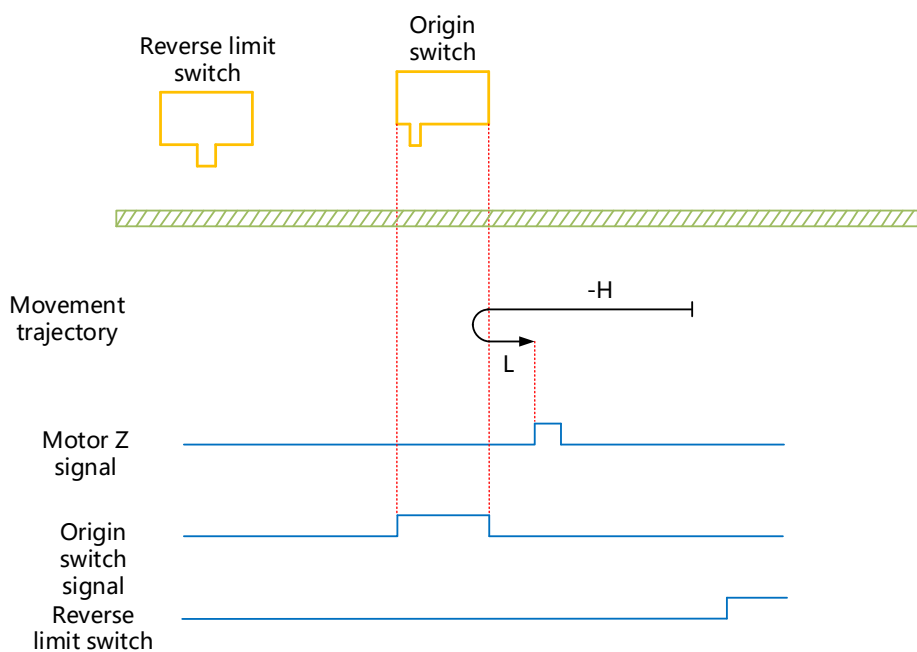 Reverse limit
switch
Origin
switch
Movement
trajectory
-H
L
Motor Z
signal
Origin
switch
signal
Reverse
limit switch